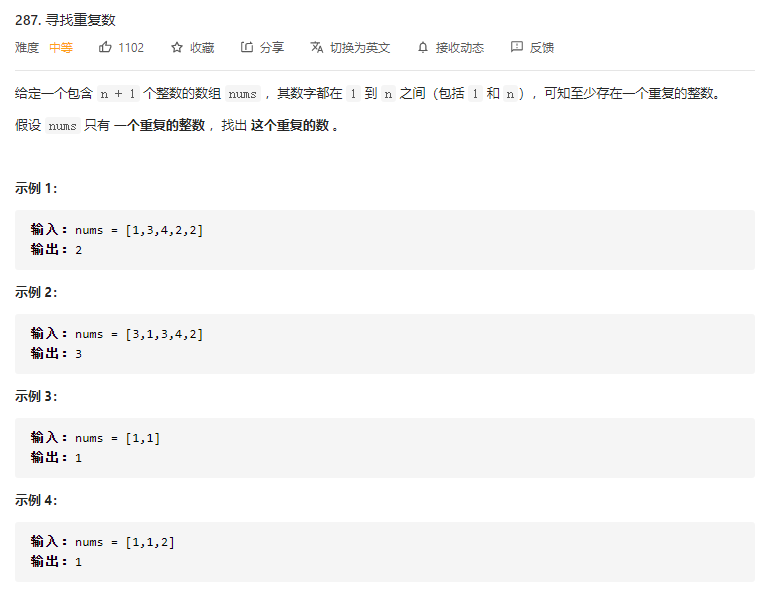 287. 寻找重复数
难度 中等 1102 收藏 分享 切换为英文 接收动态 反馈
给定一个包含 n + 1 个整数的数组 nums ，其数字都在 1 到 n 之间（包括 1 和 n ），可知至少存在一个重复的整数。
假设 nums 只有 一个重复的整数 ，找出 这个重复的数 。
示例 1：
输入：nums = [1,3,4,2,2]
输出：2
示例 2：
输入：nums = [3,1,3,4,2]
输出：3
示例 3：
输入：nums = [1,1]
输出：1
示例 4：
输入：nums = [1,1,2]
输出：1